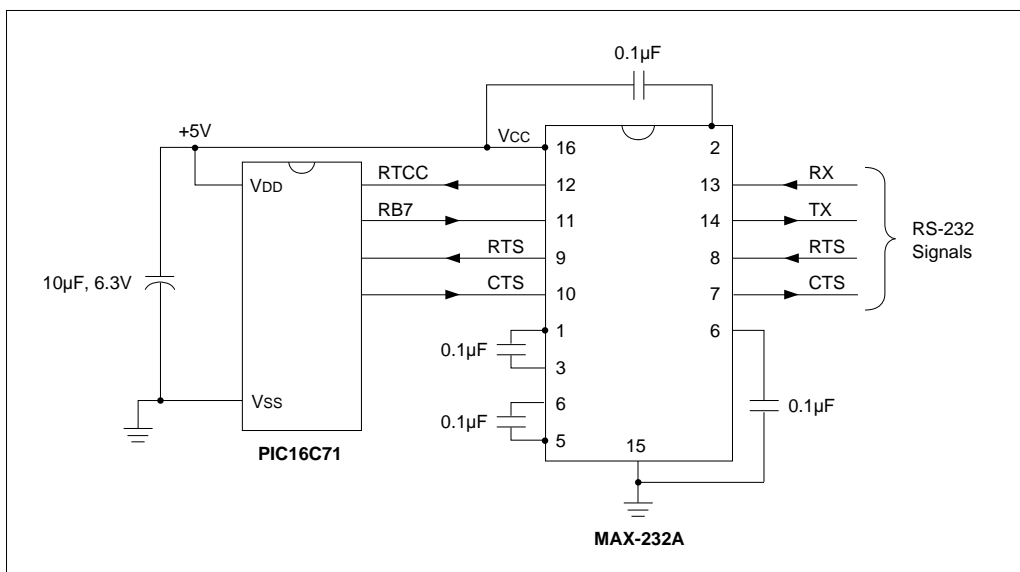 0.1µF
+5V
VCC
16
2
VDD
RTCC
12
13
RX
RB7
11
14
TX
RTS
9
8
RTS
RS-232
Signals
CTS
10
7
CTS
10µF, 6.3V
1
6
0.1µF
3
6
0.1µF
0.1µF
5
VSS
15
PIC16C71
MAX-232A